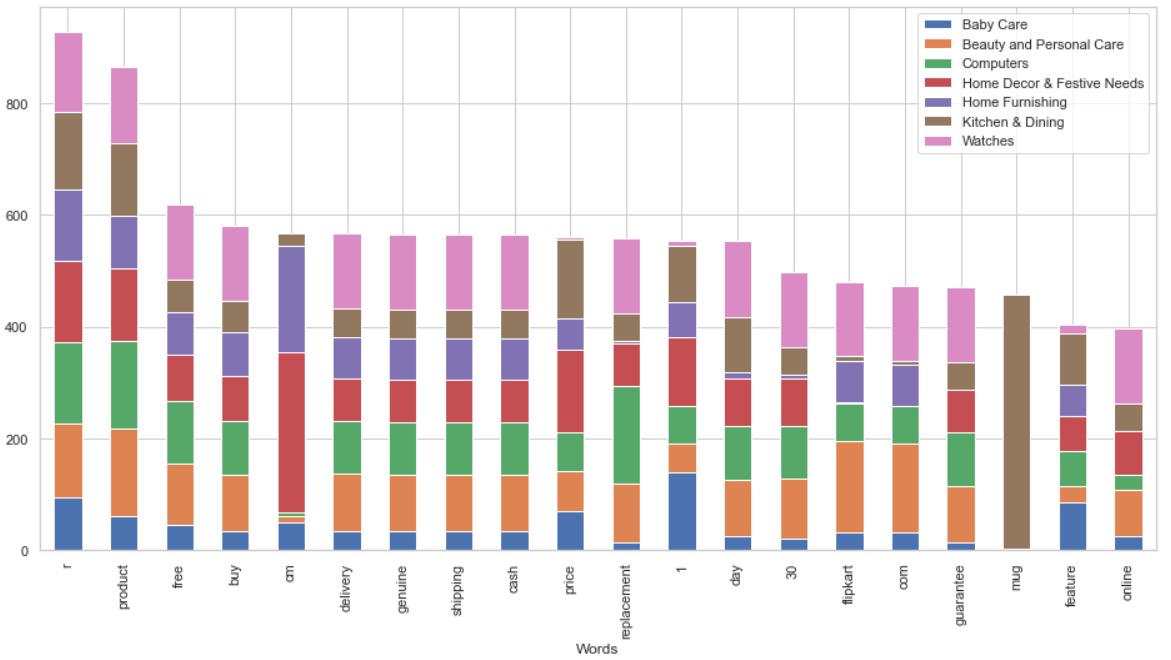 Baby Care
Beauty and Personal Care
Computers
Home Decor & Festive Needs
Home Furnishing
Kitchen & Dining
Watches
800
600
400
200
0
r
product
free
buy
cm
delivery
genuine
shipping
cash
price
replacement
1
day
30
flipkart
com
guarantee
mug
feature
online
Words